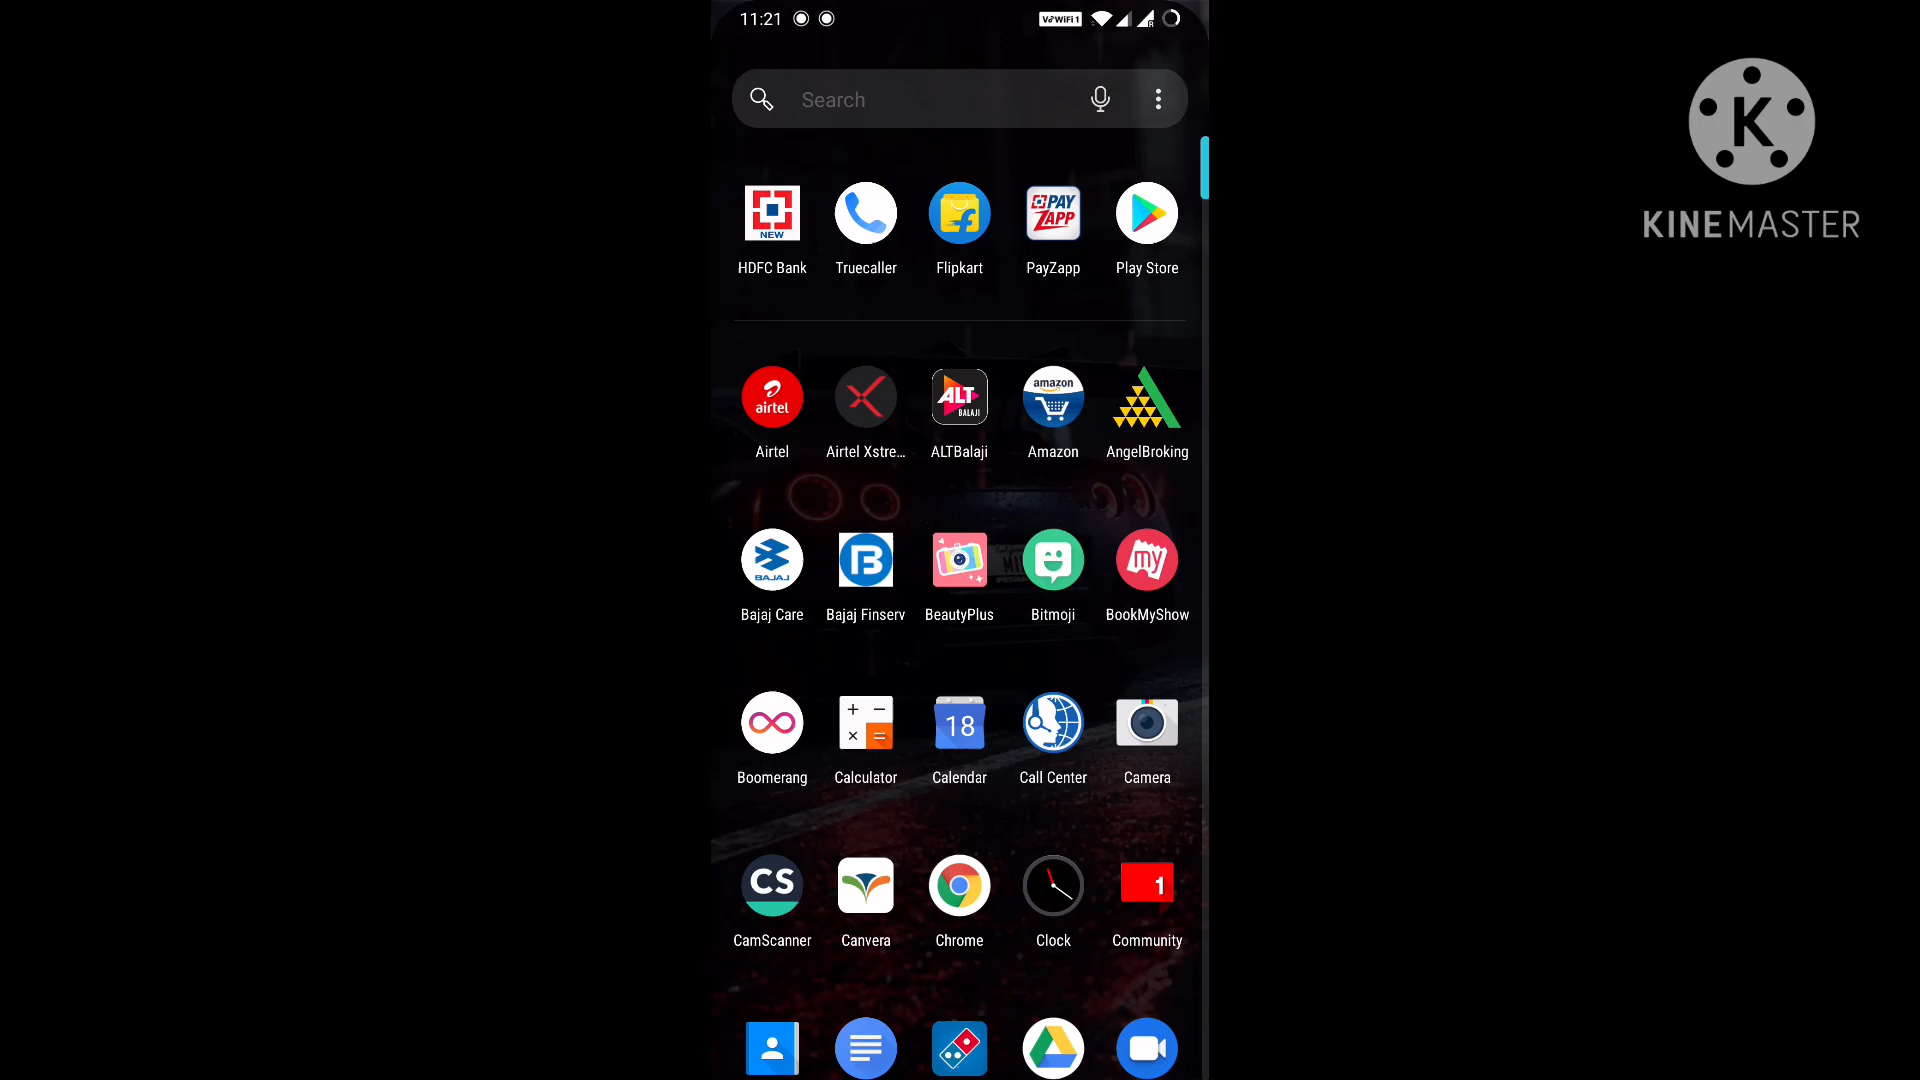 11:21
VoWiFi 1
R
KINEMASTER
K
Search
NEW
PAY
ZAPP
HDFC Bank Truecaller Flipkart PayZapp Play Store
airtel
ALT
BALAJI
amazon
Airtel Airtel Xstre... ALTBalaji Amazon AngelBroking
BAJAJ
B
my
Bajaj Care Bajaj Finserv BeautyPlus Bitmoji BookMyShow
+ −
× =
18
Boomerang Calculator Calendar Call Center Camera
CS
1
CamScanner Canvera Chrome Clock Community